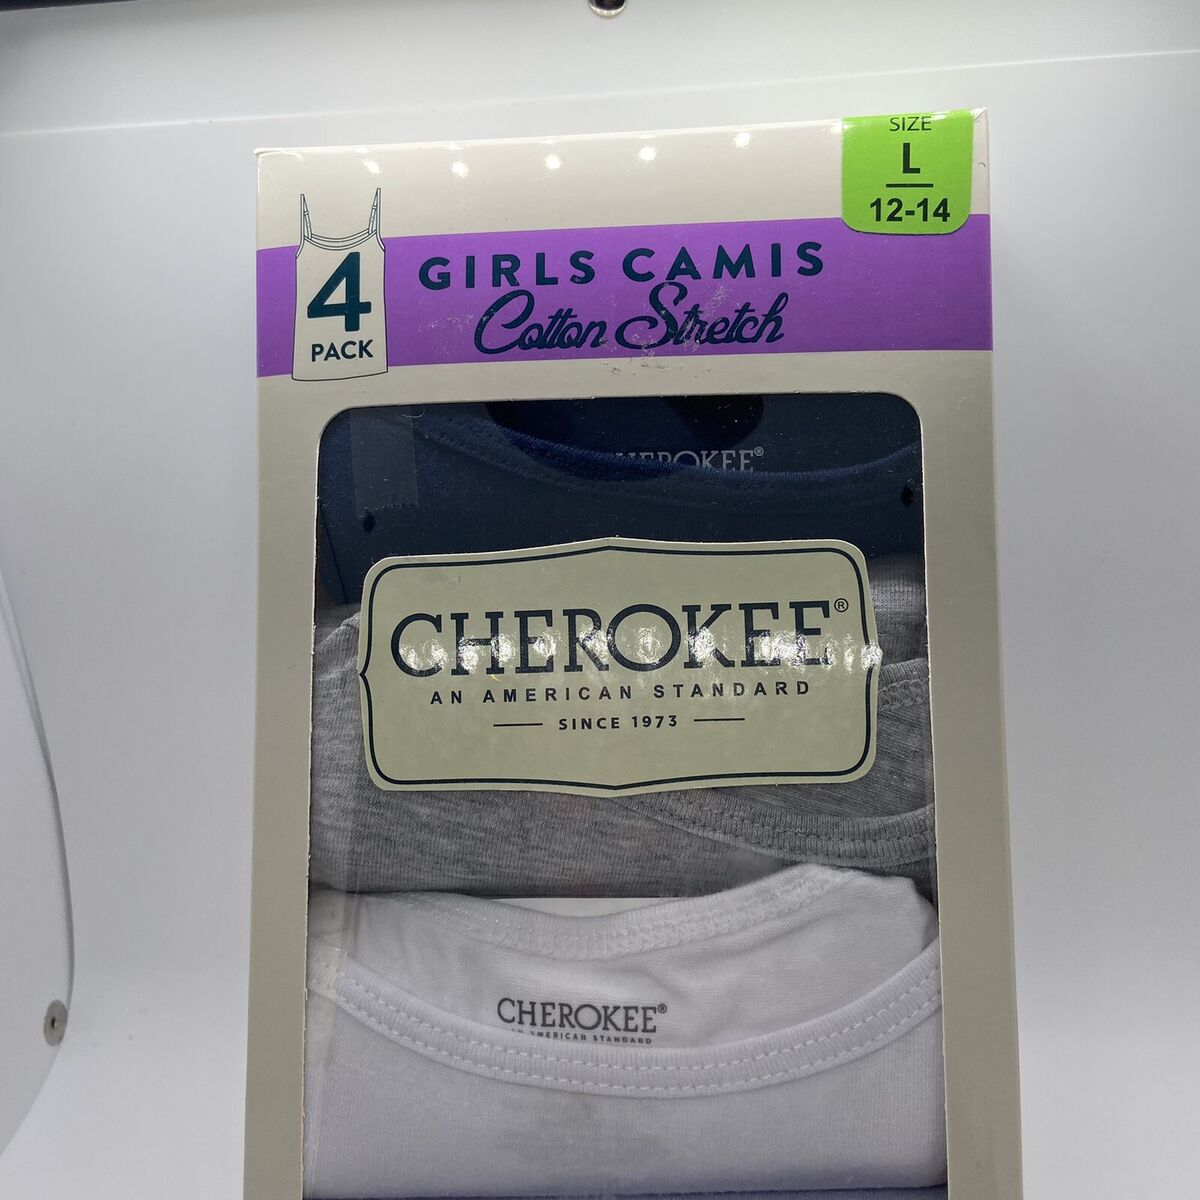 SIZE
L
12-14
4
PACK
GIRLS CAMIS
Cotton Stretch
CHEROKEE®
CHEROKEE®
AN AMERICAN STANDARD
SINCE 1973
CHEROKEE®
AN AMERICAN STANDARD